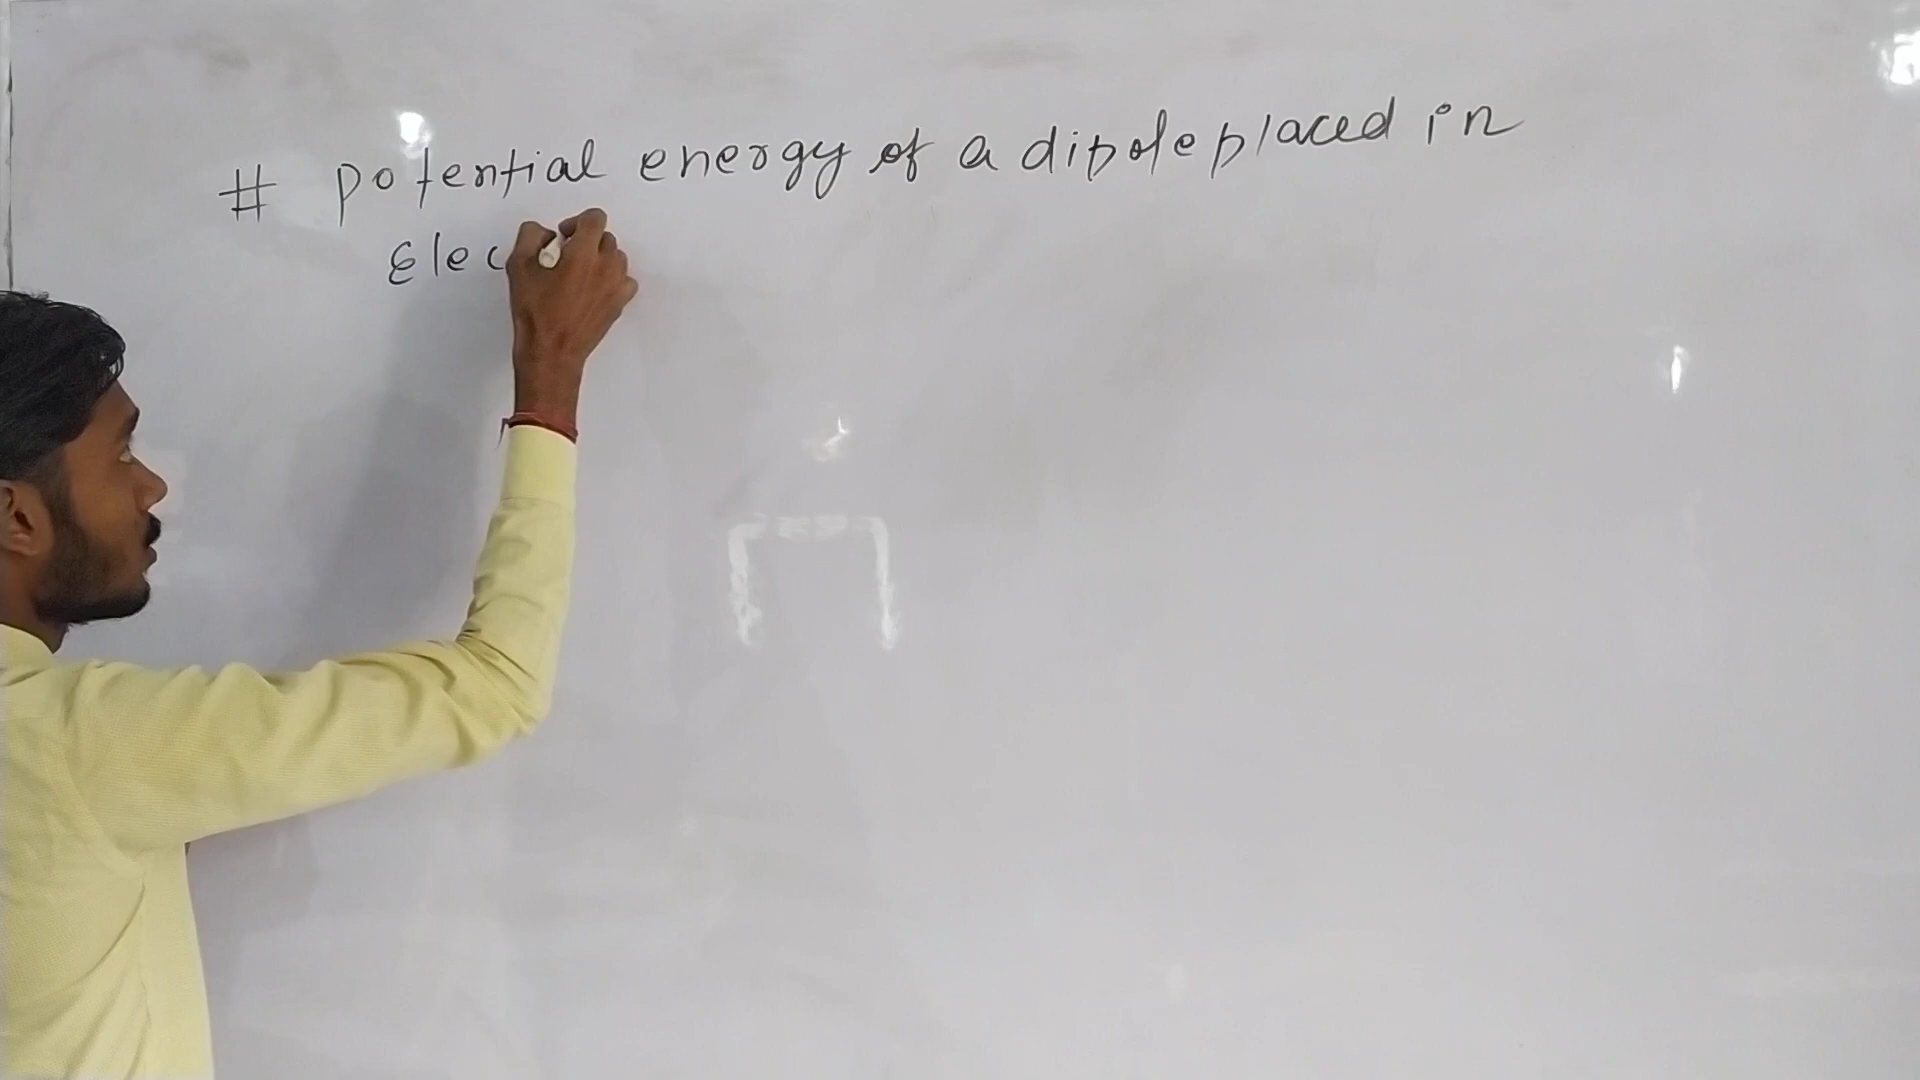 # potential energy of a dipole placed in
Elec